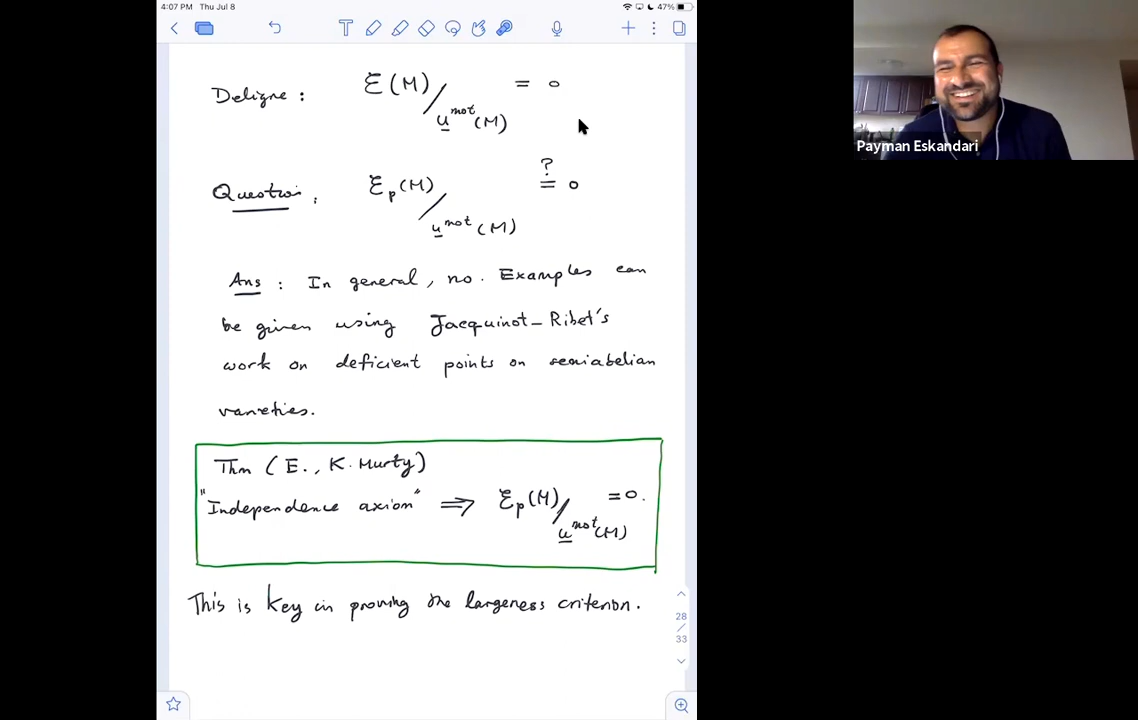 4:07 PM Thu Jul 8
47%
T
Deligne : ℰ(M)/u^mot(M) = 0
Question : ℰp(M)/u^mot(M) ?= 0
Ans : In general, no. Examples can
be given using Jacquinot-Ribet's
work on deficient points on semiabelian
varieties.
Thm (E., K. Murty)
"Independence axiom" ⟹ ℰp(M)/u^mot(M) = 0.
This is key in proving the largeness criterion.
28
/
33
Payman Eskandari